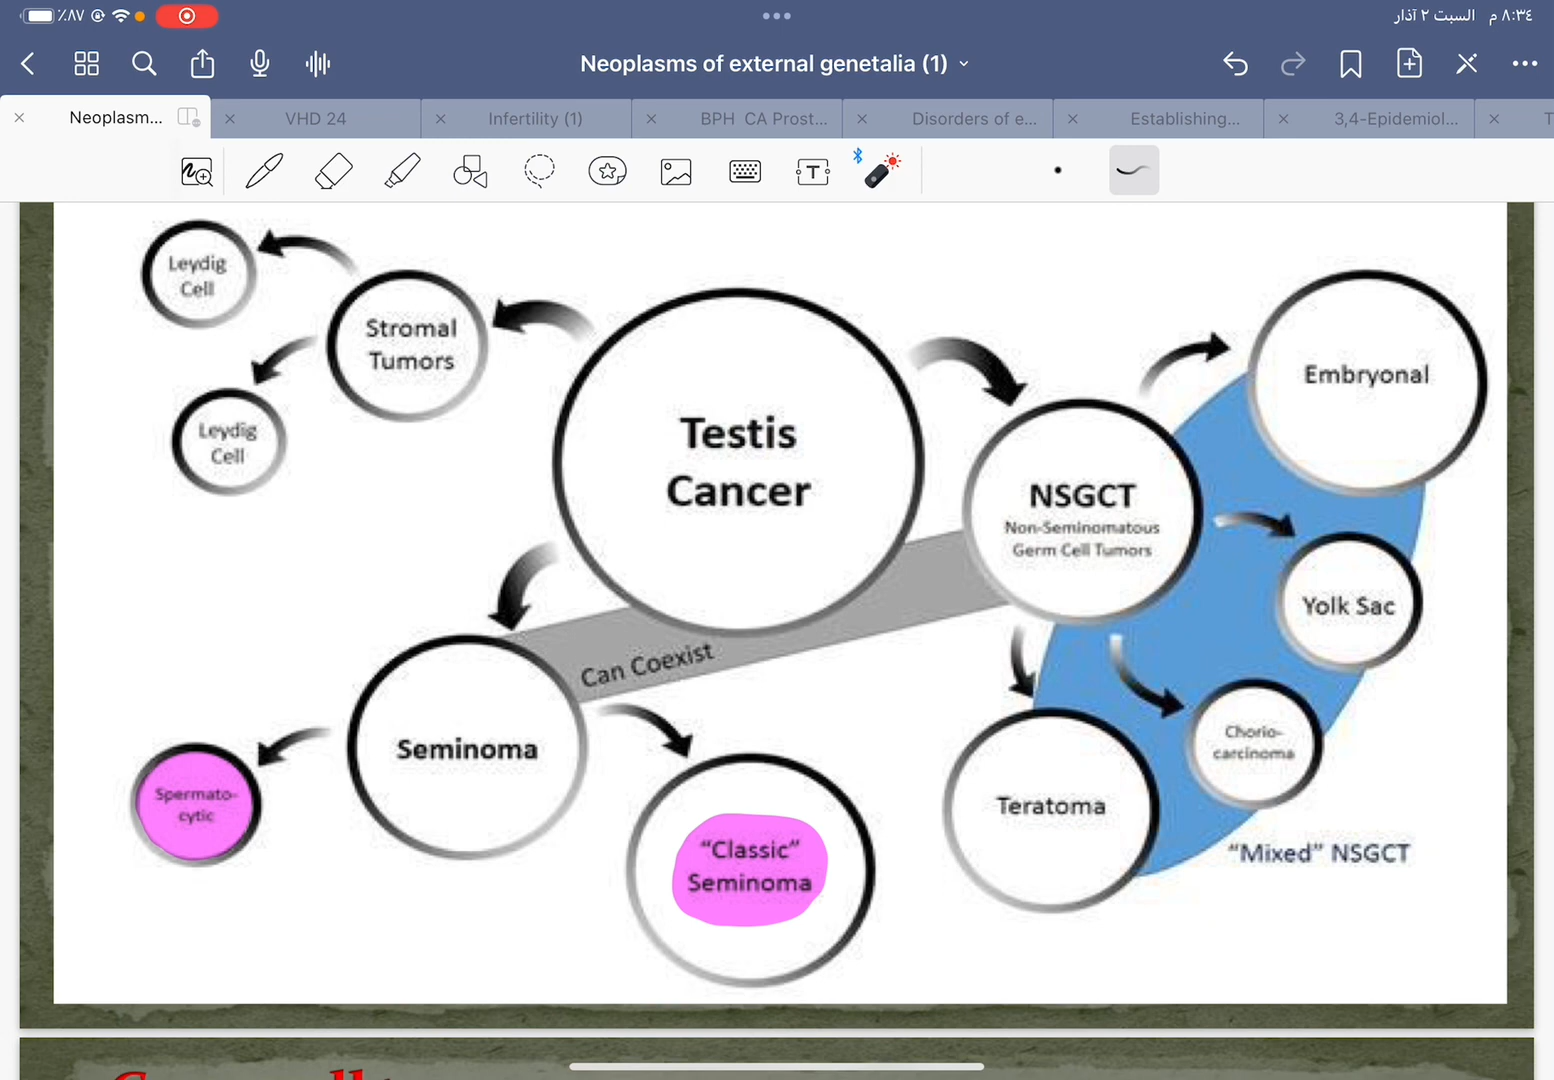 ٪٨٧
٨:٣٤ م السبت ٢ آذار
Neoplasms of external genetalia (1)
Neoplasm...
VHD 24
Infertility (1)
BPH CA Prost...
Disorders of e...
Establishing...
3,4-Epidemiol...
T
Leydig
Cell
Stromal
Tumors
Leydig
Cell
Testis
Cancer
Embryonal
NSGCT
Non-Seminomatous
Germ Cell Tumors
Yolk Sac
Can Coexist
Seminoma
Chorio-
carcinoma
Spermato-
cytic
Teratoma
"Classic"
Seminoma
"Mixed" NSGCT